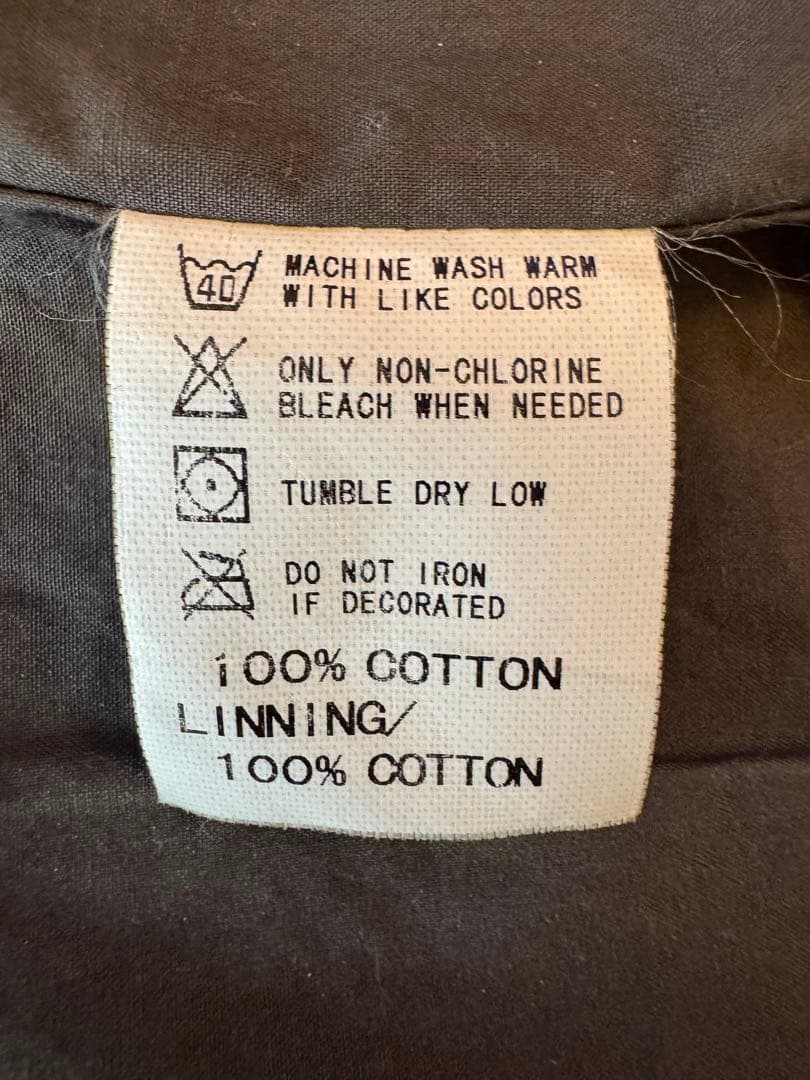 40
MACHINE WASH WARM
WITH LIKE COLORS
ONLY NON-CHLORINE
BLEACH WHEN NEEDED
TUMBLE DRY LOW
DO NOT IRON
IF DECORATED
100% COTTON
LINNING/
100% COTTON